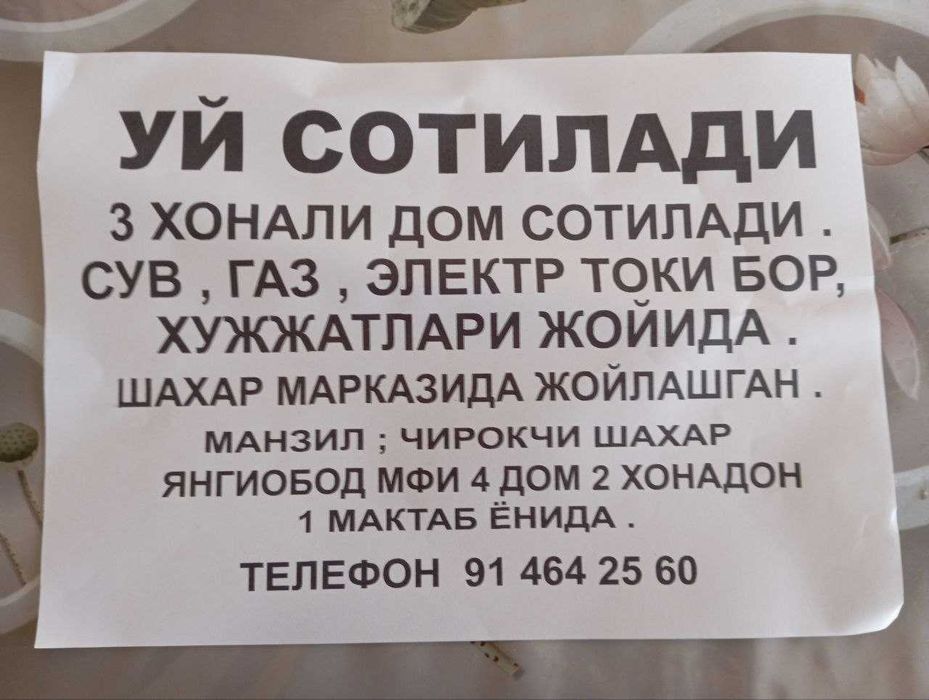 УЙ СОТИЛАДИ
3 ХОНАЛИ ДОМ СОТИЛАДИ .
СУВ , ГАЗ , ЭЛЕКТР ТОКИ БОР,
ХУЖЖАТЛАРИ ЖОЙИДА .
ШАХАР МАРКАЗИДА ЖОЙЛАШГАН .
МАНЗИЛ ; ЧИРОКЧИ ШАХАР
ЯНГИОБОД МФИ 4 ДОМ 2 ХОНАДОН
1 МАКТАБ ЁНИДА .
ТЕЛЕФОН 91 464 25 60